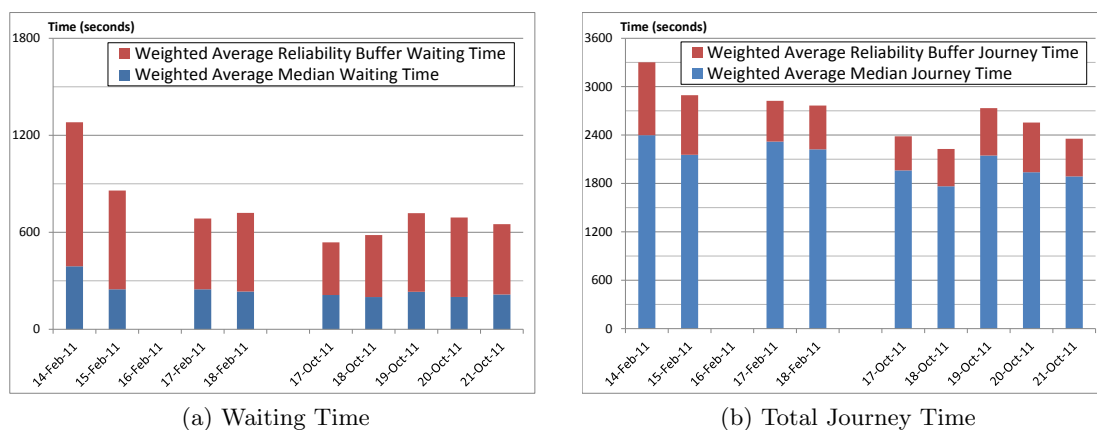 Time (seconds)
1800
1200
600
0
Weighted Average Reliability Buffer Waiting Time
Weighted Average Median Waiting Time
14-Feb-11
15-Feb-11
16-Feb-11
17-Feb-11
18-Feb-11
17-Oct-11
18-Oct-11
19-Oct-11
20-Oct-11
21-Oct-11
(a) Waiting Time
Time (seconds)
3600
3000
2400
1800
1200
600
0
Weighted Average Reliability Buffer Journey Time
Weighted Average Median Journey Time
14-Feb-11
15-Feb-11
16-Feb-11
17-Feb-11
18-Feb-11
17-Oct-11
18-Oct-11
19-Oct-11
20-Oct-11
21-Oct-11
(b) Total Journey Time